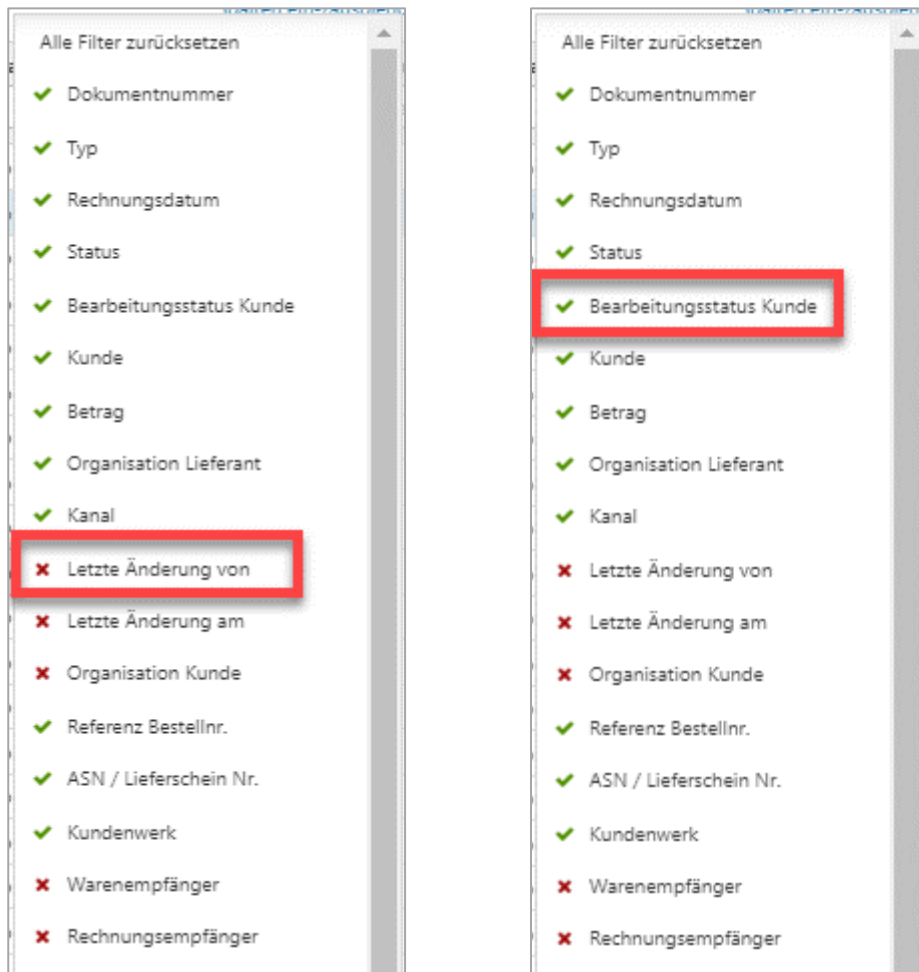 Alle Filter zurücksetzen
Dokumentnummer
Typ
Rechnungsdatum
Status
Bearbeitungsstatus Kunde
Kunde
Betrag
Organisation Lieferant
Kanal
Letzte Änderung von
Letzte Änderung am
Organisation Kunde
Referenz Bestellnr.
ASN / Lieferschein Nr.
Kundenwerk
Warenempfänger
Rechnungsempfänger
Alle Filter zurücksetzen
Dokumentnummer
Typ
Rechnungsdatum
Status
Bearbeitungsstatus Kunde
Kunde
Betrag
Organisation Lieferant
Kanal
Letzte Änderung von
Letzte Änderung am
Organisation Kunde
Referenz Bestellnr.
ASN / Lieferschein Nr.
Kundenwerk
Warenempfänger
Rechnungsempfänger